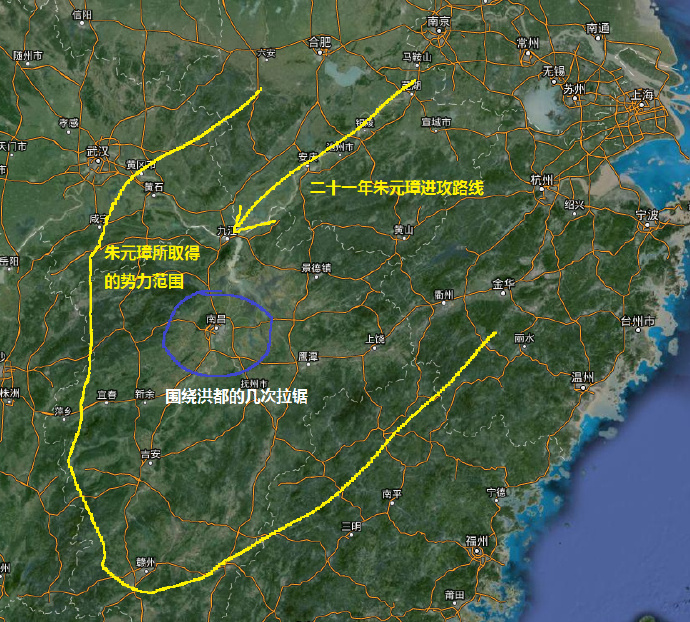 信阳
南京
南通
随州市
六安
合肥
马鞍山
常州
芜湖
无锡
苏州
上海
孝感
铜陵
宣城市
天门市
武汉
黄冈市
安庆
池州市
杭州
黄石
二十一年朱元璋进攻路线
绍兴
宁波
咸宁
九江
黄山
朱元璋所取得
的势力范围
岳阳
景德镇
衢州
金华
南昌
台州市
上饶
丽水
鹰潭
株洲
抚州市
温州
宜春
新余
围绕洪都的几次拉锯
萍乡
吉安
南平
宁德
三明
福州
赣州
州
莆田